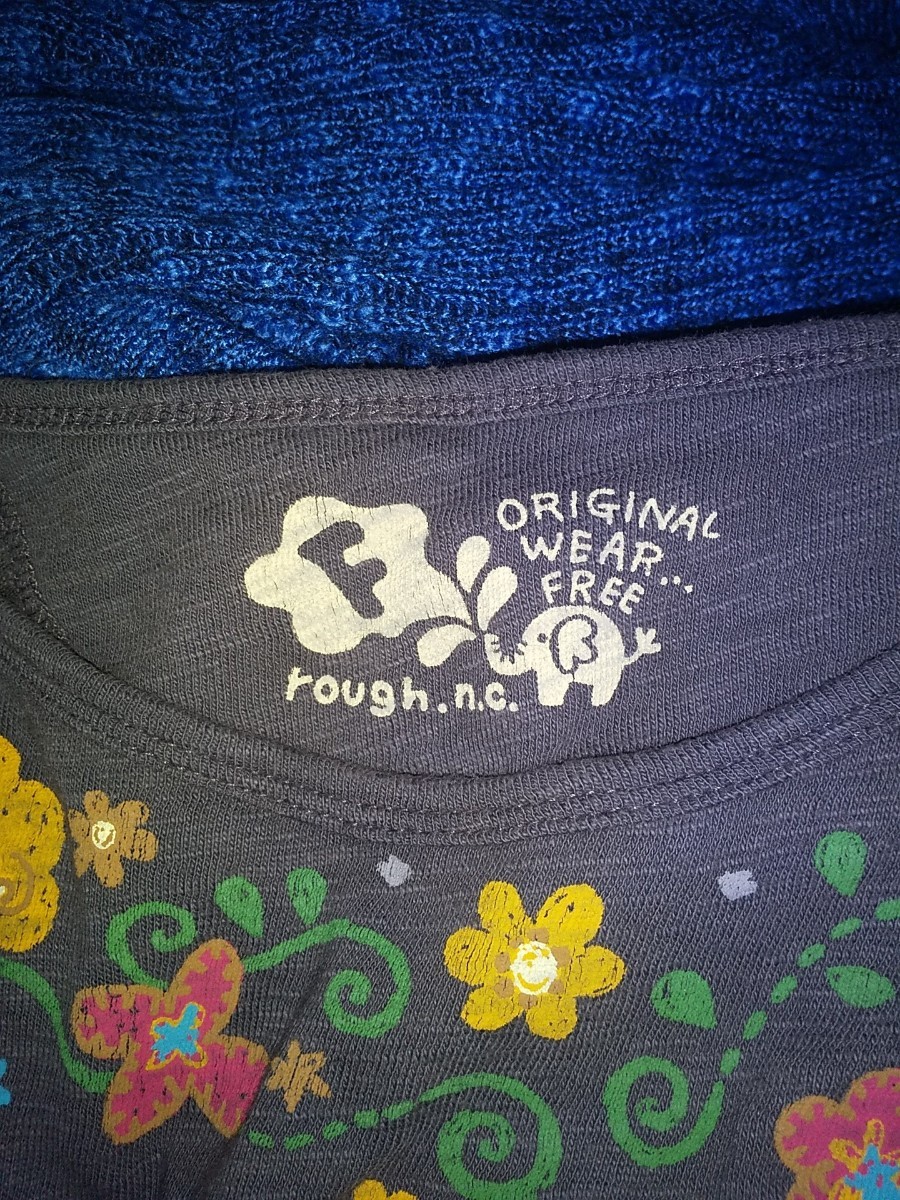 F
ORIGINAL
WEAR...
FREE
R
rough.n.c.